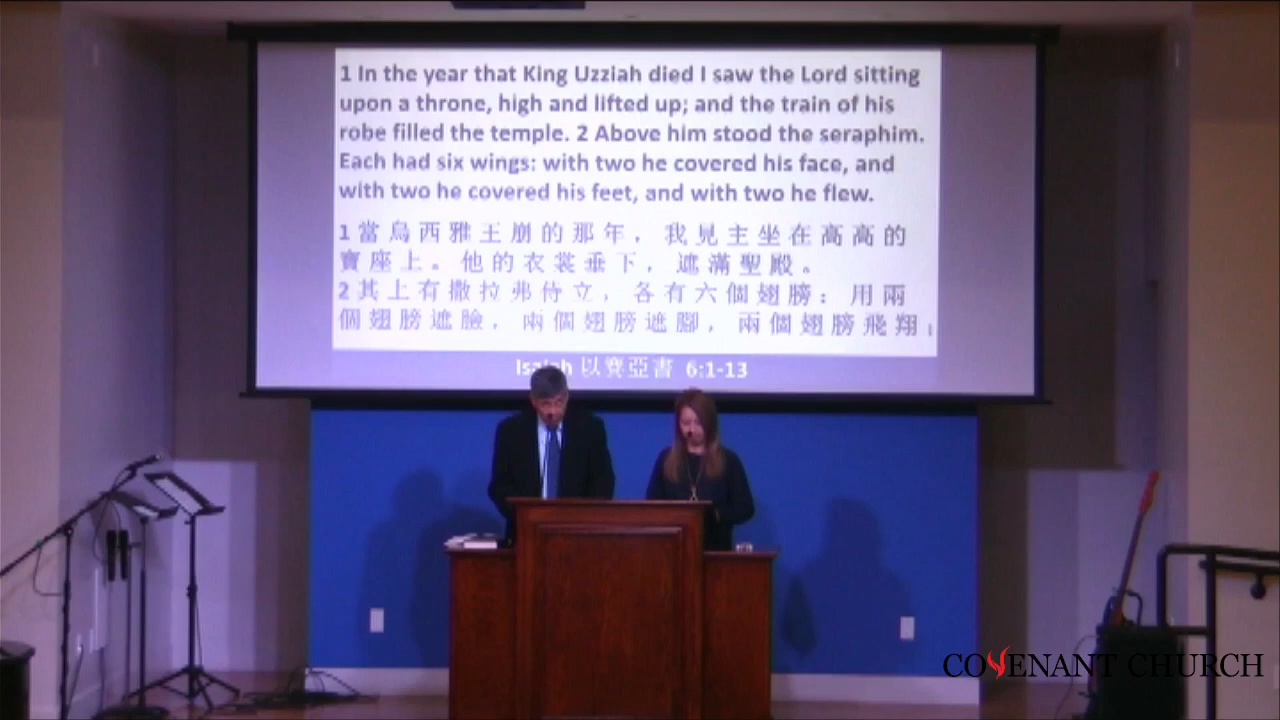 1 In the year that King Uzziah died I saw the Lord sitting
upon a throne, high and lifted up; and the train of his
robe filled the temple. 2 Above him stood the seraphim.
Each had six wings: with two he covered his face, and
with two he covered his feet, and with two he flew.
1 當烏西雅王崩的那年，我見主坐在高高的
寶座上。他的衣裳垂下，遮滿聖殿。
2 其上有撒拉弗侍立，各有六個翅膀：用兩
個翅膀遮臉，兩個翅膀遮腳，兩個翅膀飛翔；
Isaiah 以賽亞書 6:1-13
COVENANT CHURCH